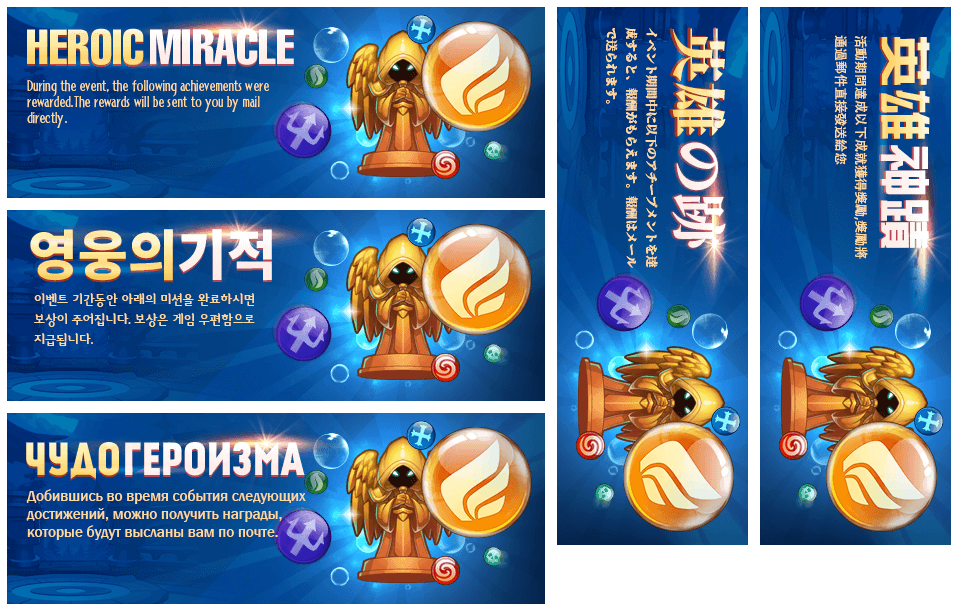 HEROIC MIRACLE
During the event, the following achievements were
rewarded.The rewards will be sent to you by mail
directly.
영웅의기적
이벤트 기간동안 아래의 미션을 완료하시면
보상이 주어집니다. 보상은 게임 우편함으로
지급됩니다.
ЧУДО ГЕРОИЗМА
Добившись во время события следующих
достижений, можно получить награды,
которые будут высланы вам по почте.
英雄の跡
イベント期間中に以下のアチーブメントを達
成すると、報酬がもらえます。報酬はメール
で送られます。
英雄神蹟
活動期間達成以下成就獲得獎勵,獎勵將
通過郵件直接發送給您